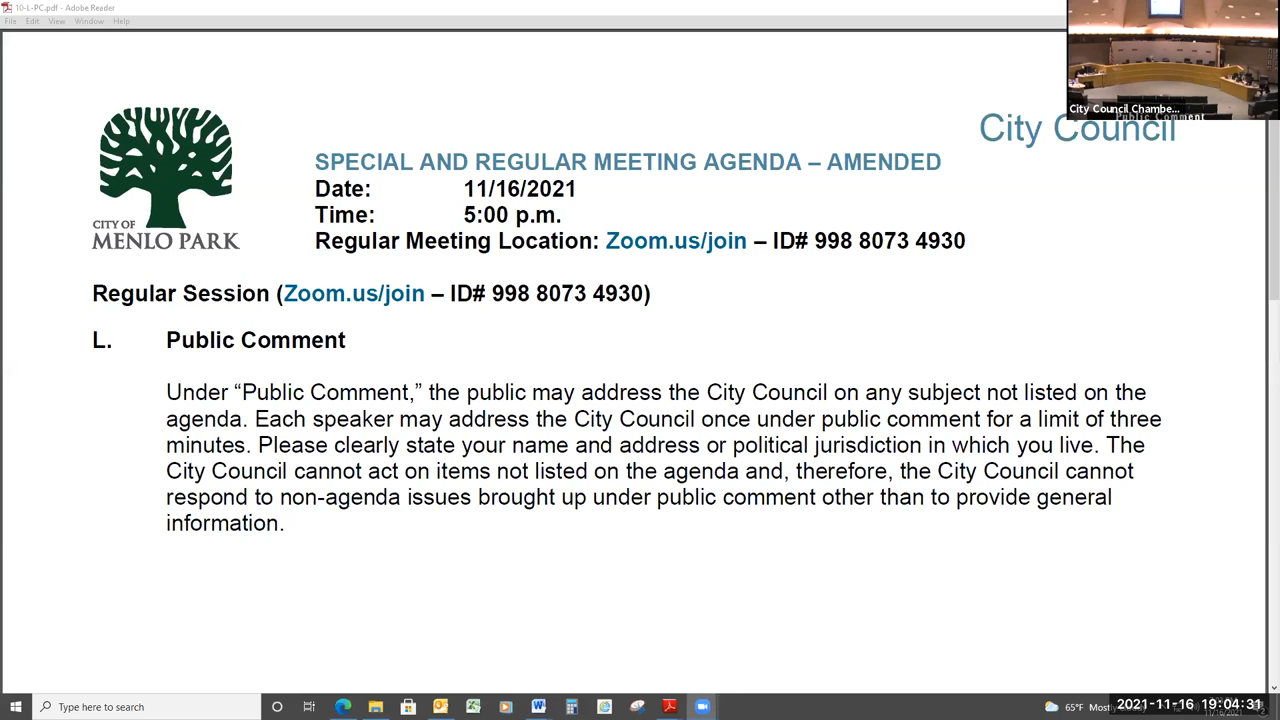 10-L-PC.pdf - Adobe Reader
File Edit View Window Help
City Council Chambe...
Public Comment
City Council
SPECIAL AND REGULAR MEETING AGENDA – AMENDED
Date: 11/16/2021
Time: 5:00 p.m.
Regular Meeting Location: Zoom.us/join – ID# 998 8073 4930
CITY OF
MENLO PARK
Regular Session (Zoom.us/join – ID# 998 8073 4930)
L. Public Comment
Under “Public Comment,” the public may address the City Council on any subject not listed on the
agenda. Each speaker may address the City Council once under public comment for a limit of three
minutes. Please clearly state your name and address or political jurisdiction in which you live. The
City Council cannot act on items not listed on the agenda and, therefore, the City Council cannot
respond to non-agenda issues brought up under public comment other than to provide general
information.
Type here to search
65°F Mostly
2021-11-16 19:04:31